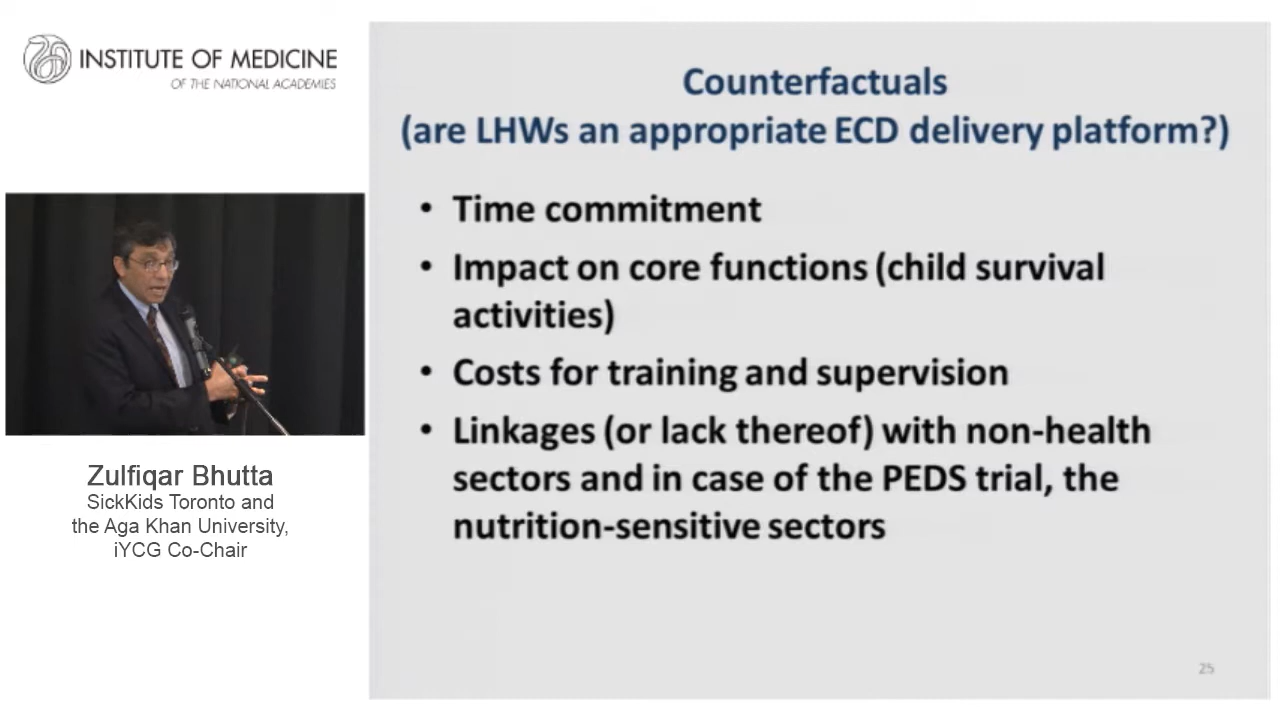 INSTITUTE OF MEDICINE
OF THE NATIONAL ACADEMIES
Zulfiqar Bhutta
SickKids Toronto and
the Aga Khan University,
iYCG Co-Chair
Counterfactuals
(are LHWs an appropriate ECD delivery platform?)
• Time commitment
• Impact on core functions (child survival
activities)
• Costs for training and supervision
• Linkages (or lack thereof) with non-health
sectors and in case of the PEDS trial, the
nutrition-sensitive sectors
25